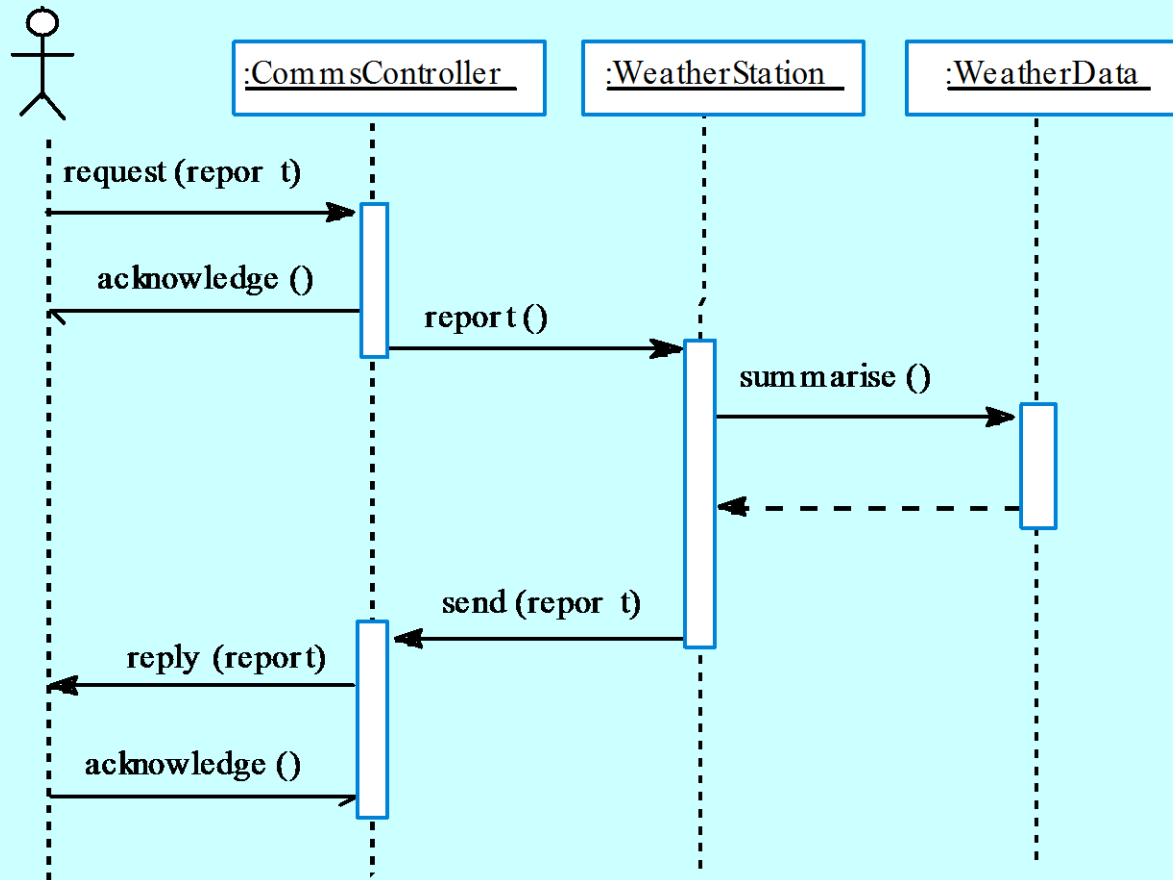 :CommsController
:WeatherStation
:WeatherData
request (repor t)
acknowledge ()
report ()
summarise ()
send (repor t)
reply (report)
acknowledge ()